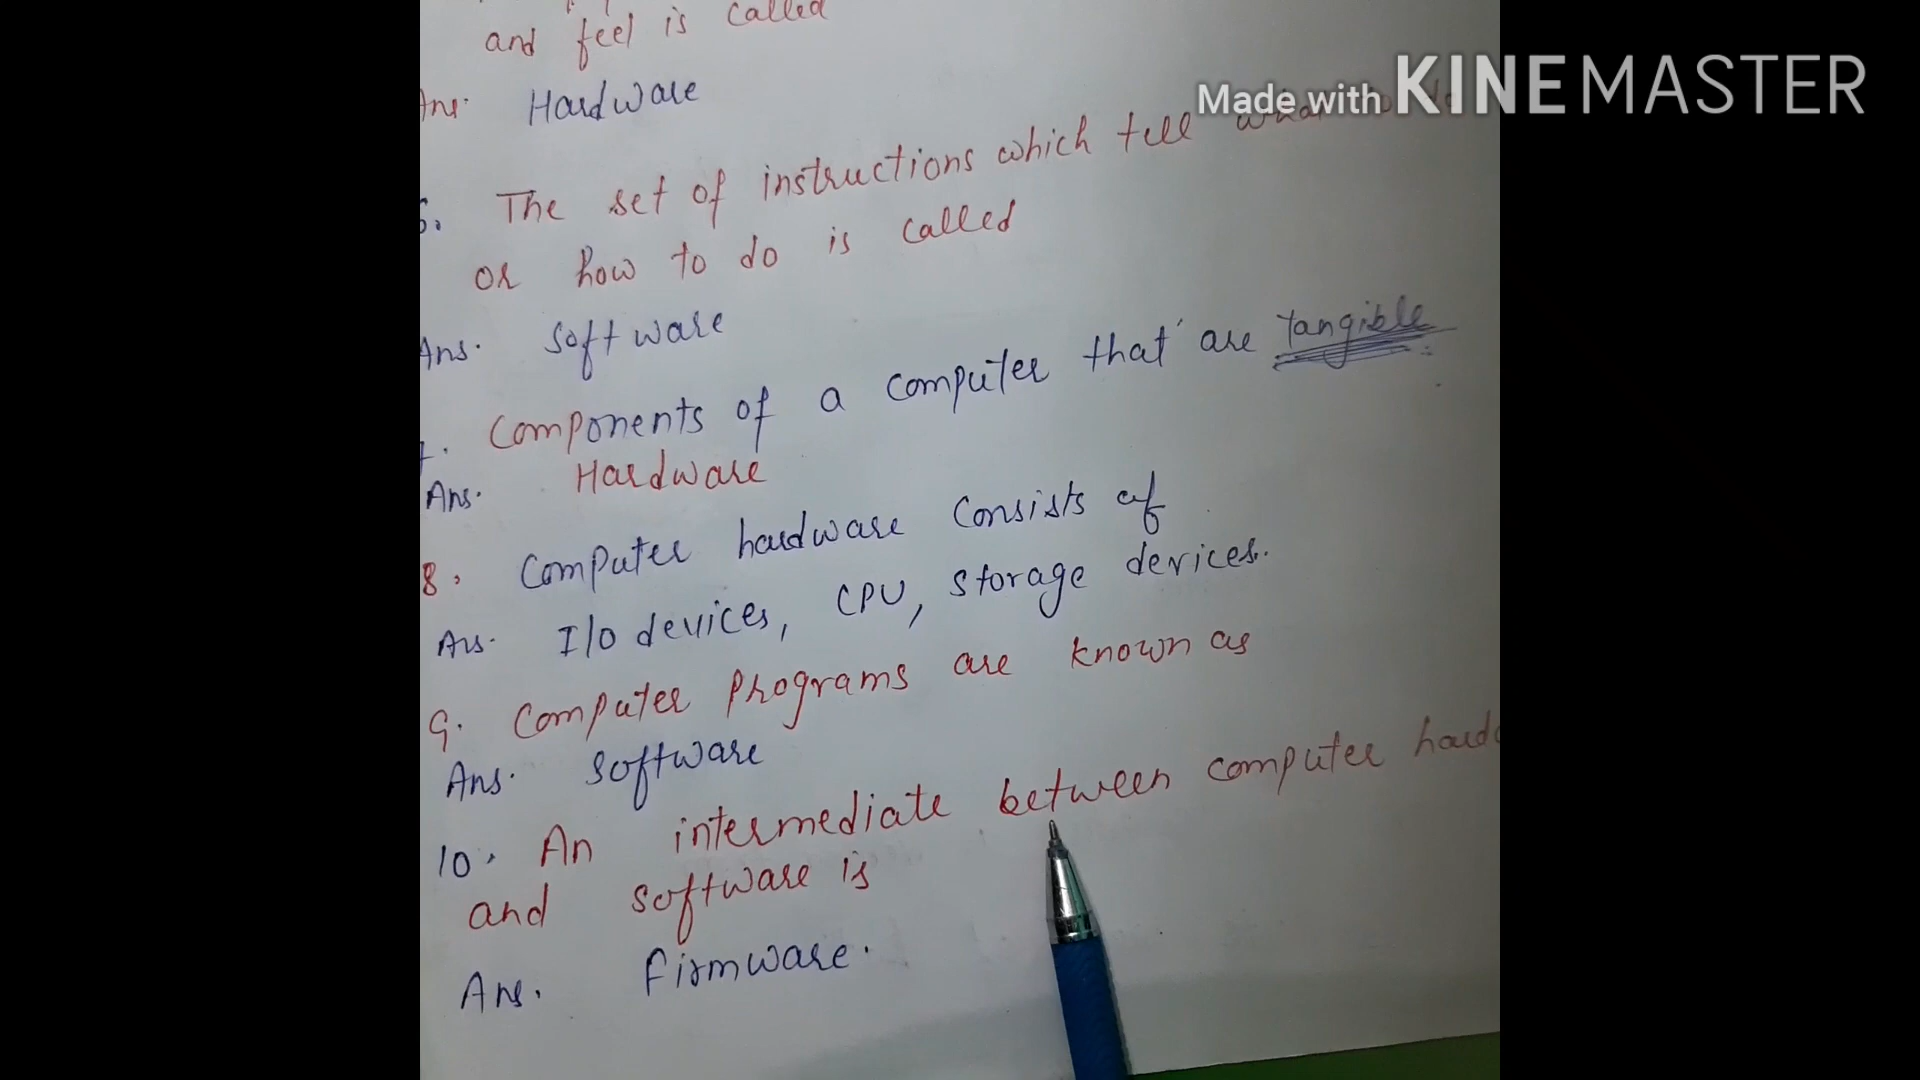 and feel is called
Ans. Hardware
Made with KINEMASTER
6. The set of instructions which tell what
or how to do is called
Ans. Software
7. Components of a computer that are Tangible
Ans. Hardware
8. Computer hardware consists of
Ans. I/O devices, CPU, storage devices.
9. Computer programs are known as
Ans. software
10. An intermediate between computer
and software is
Ans. Firmware.